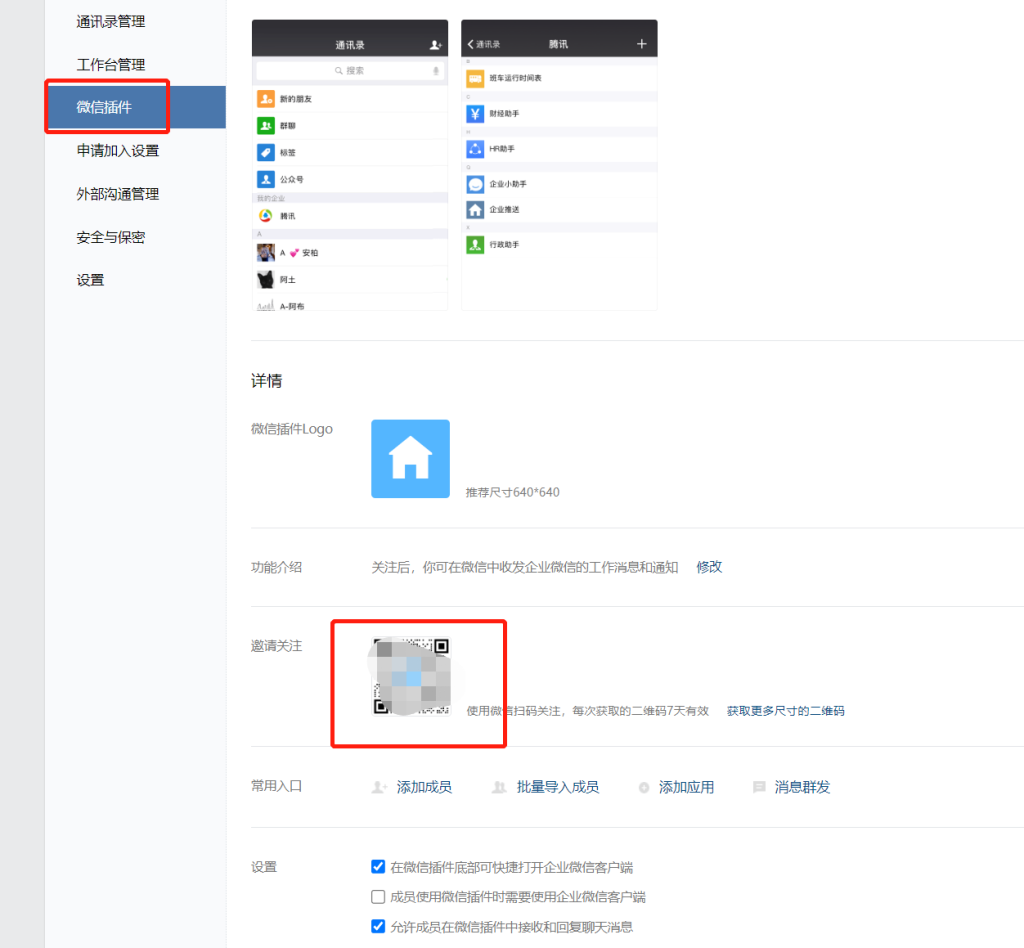 通讯录管理
工作台管理
微信插件
申请加入设置
外部沟通管理
安全与保密
设置
通讯录
搜索
新的朋友
群聊
标签
公众号
我的企业
腾讯
A
A 💕 安柏
阿土
A-阿布
通讯录
腾讯
班车运行时间表
财经助手
HR助手
企业小助手
企业推送
行政助手
详情
微信插件Logo
推荐尺寸640*640
功能介绍
关注后，你可在微信中收发企业微信的工作消息和通知 修改
邀请关注
使用微信扫码关注，每次获取的二维码7天有效 获取更多尺寸的二维码
常用入口
添加成员 批量导入成员 添加应用 消息群发
设置
在微信插件底部可快捷打开企业微信客户端
成员使用微信插件时需要使用企业微信客户端
允许成员在微信插件中接收和回复聊天消息